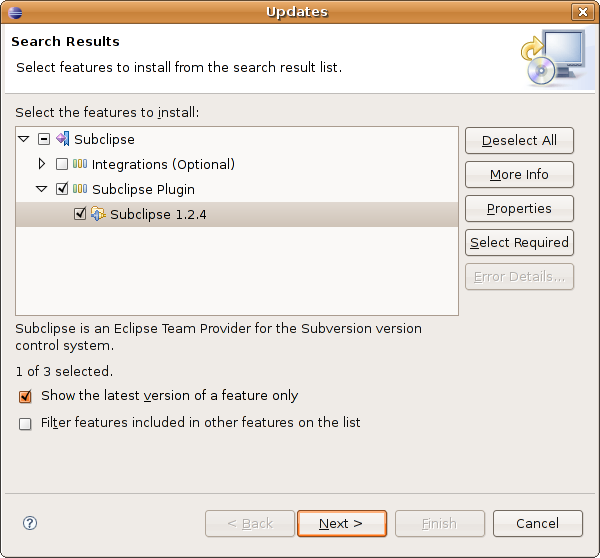 Updates
Search Results
Select features to install from the search result list.
Select the features to install:
Subclipse
Integrations (Optional)
Subclipse Plugin
Subclipse 1.2.4
Deselect All
More Info
Properties
Select Required
Error Details...
Subclipse is an Eclipse Team Provider for the Subversion version
control system.
1 of 3 selected.
Show the latest version of a feature only
Filter features included in other features on the list
?
< Back
Next >
Finish
Cancel